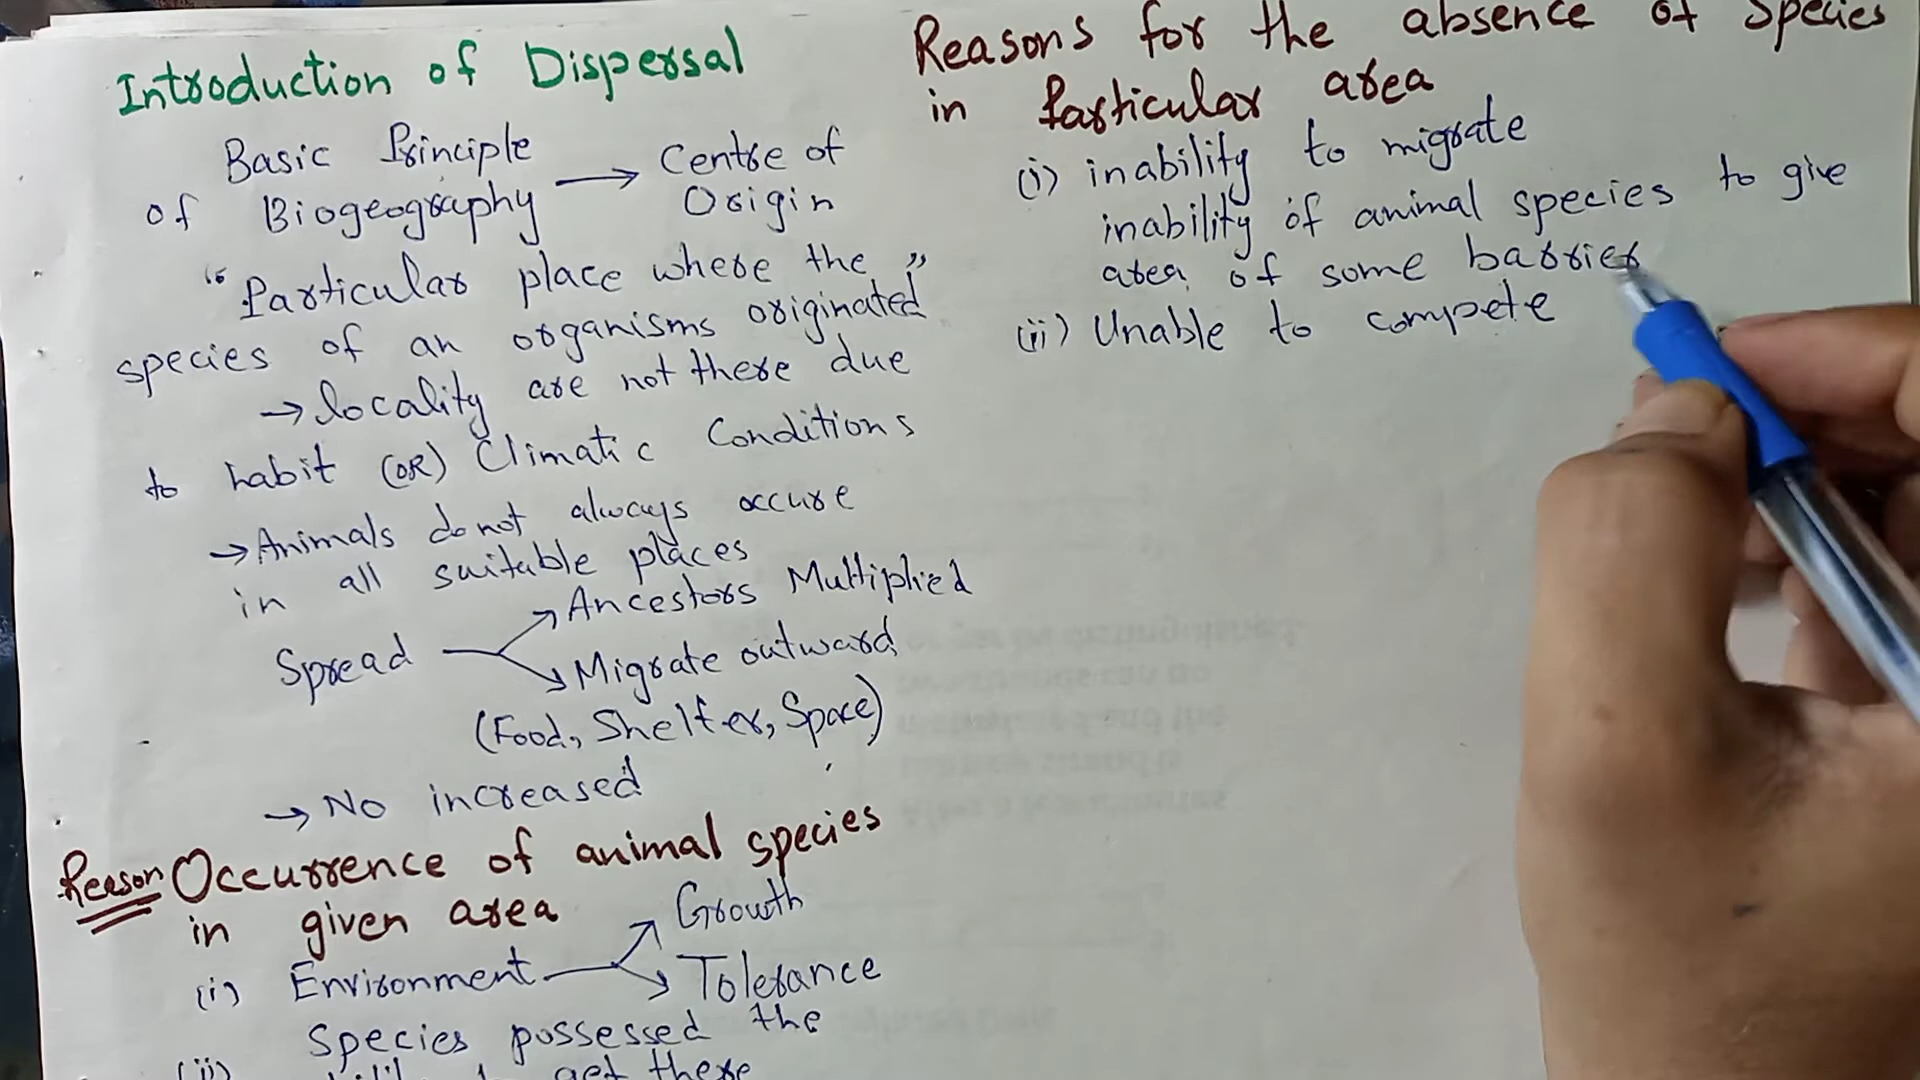 Introduction of Dispersal
Basic Principle
of Biogeography → Centre of
Origin
"Particular place where the"
species of an organisms originated
→ locality are not there due
to habit (OR) Climatic Conditions
→ Animals do not always occure
in all suitable places
Spread → Ancestors Multiplied
→ Migrate outward
(Food, Shelter, Space)
→ No increased
Reason Occurrence of animal species
in given area
(i) Environment → Growth
→ Tolerance
Species possessed the
(ii) get there
Reasons for the absence of Species
in Particular area
(i) inability to migrate
inability of animal species to give
area of some barrier
(ii) Unable to compete